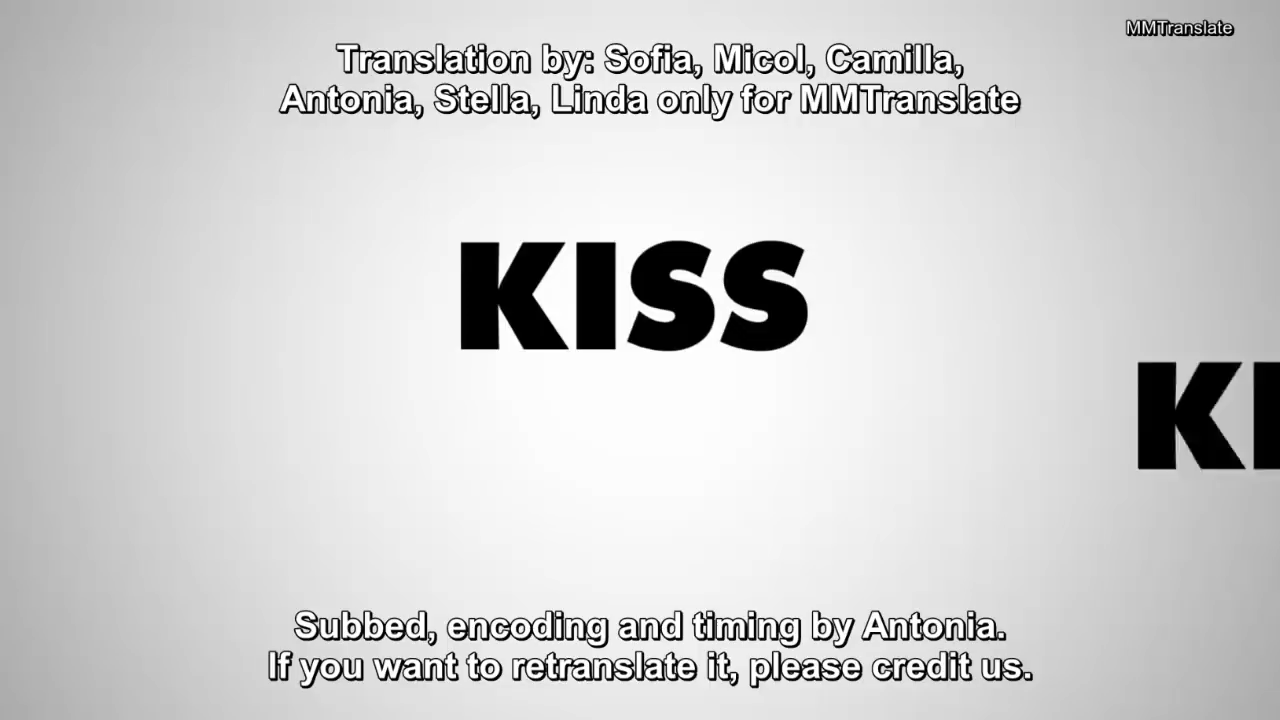 MMTranslate
Translation by: Sofia, Micol, Camilla,
Antonia, Stella, Linda only for MMTranslate
KISS
Subbed, encoding and timing by Antonia.
If you want to retranslate it, please credit us.